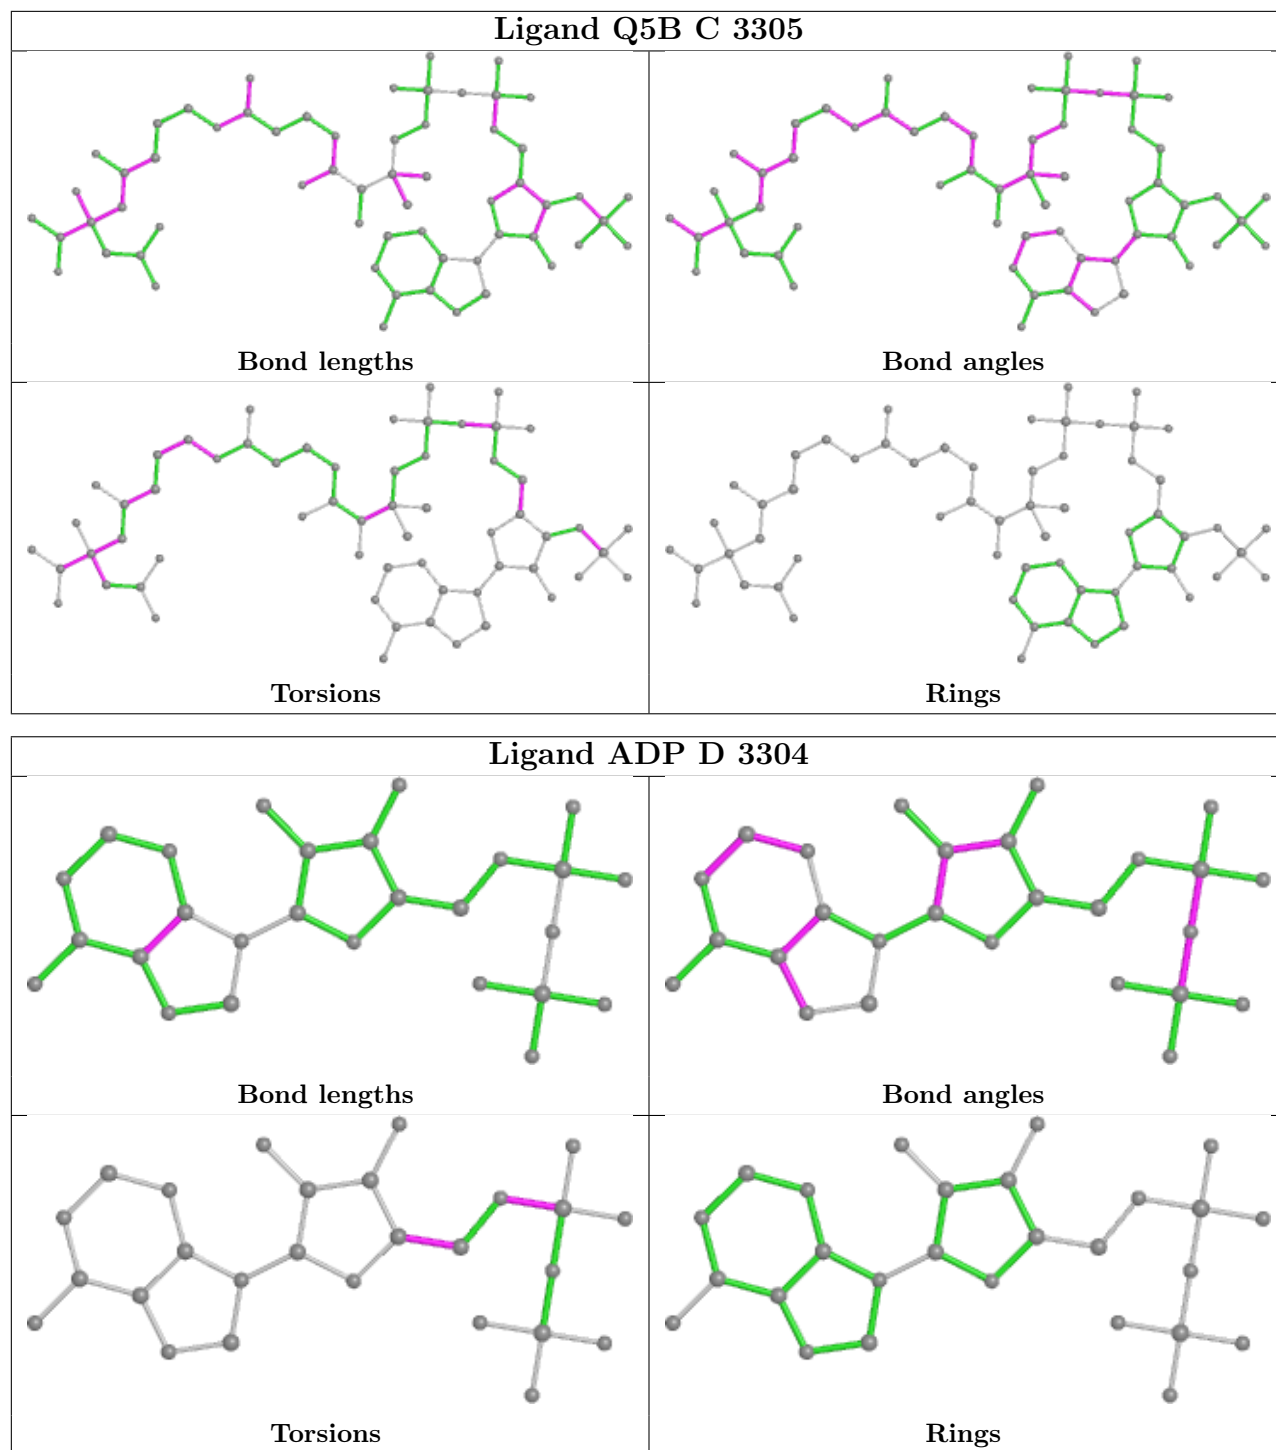 Ligand Q5B C 3305
Bond lengths
Bond angles
Torsions
Rings
Ligand ADP D 3304
Bond lengths
Bond angles
Torsions
Rings